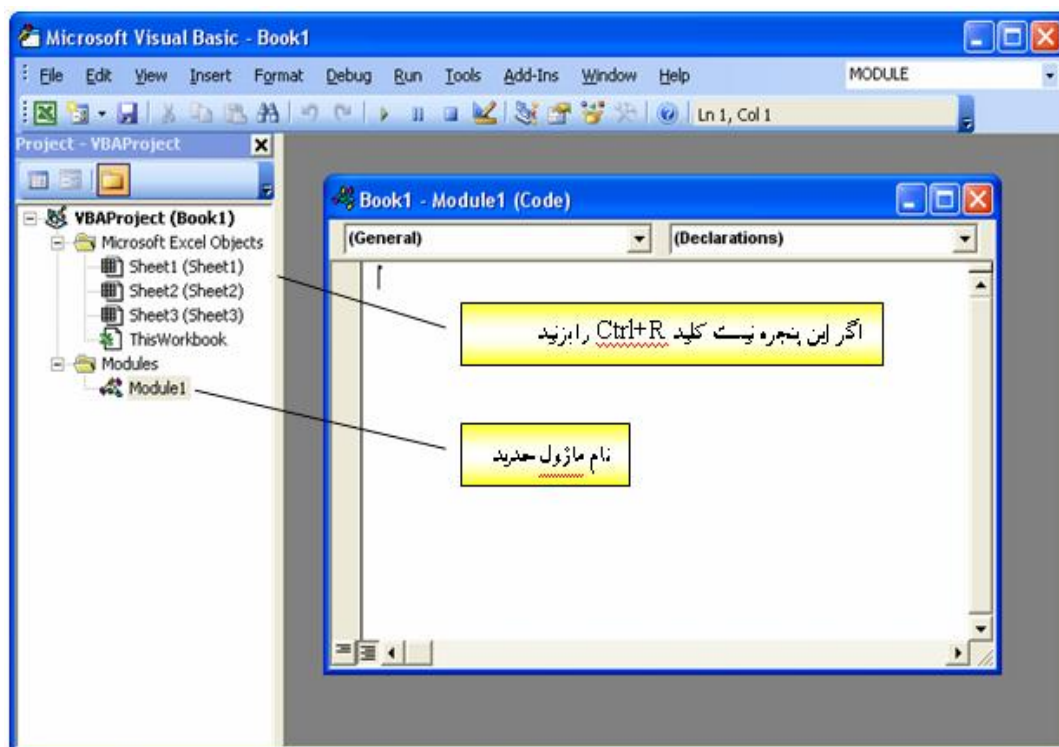 Microsoft Visual Basic - Book1
File Edit View Insert Format Debug Run Tools Add-Ins Window Help MODULE
Ln 1, Col 1
Project - VBAProject
VBAProject (Book1)
Microsoft Excel Objects
Sheet1 (Sheet1)
Sheet2 (Sheet2)
Sheet3 (Sheet3)
ThisWorkbook
Modules
Module1
Book1 - Module1 (Code)
(General) (Declarations)
اگر این پنجره نیست کلید Ctrl+R را بزنید
نام ماژول جدید